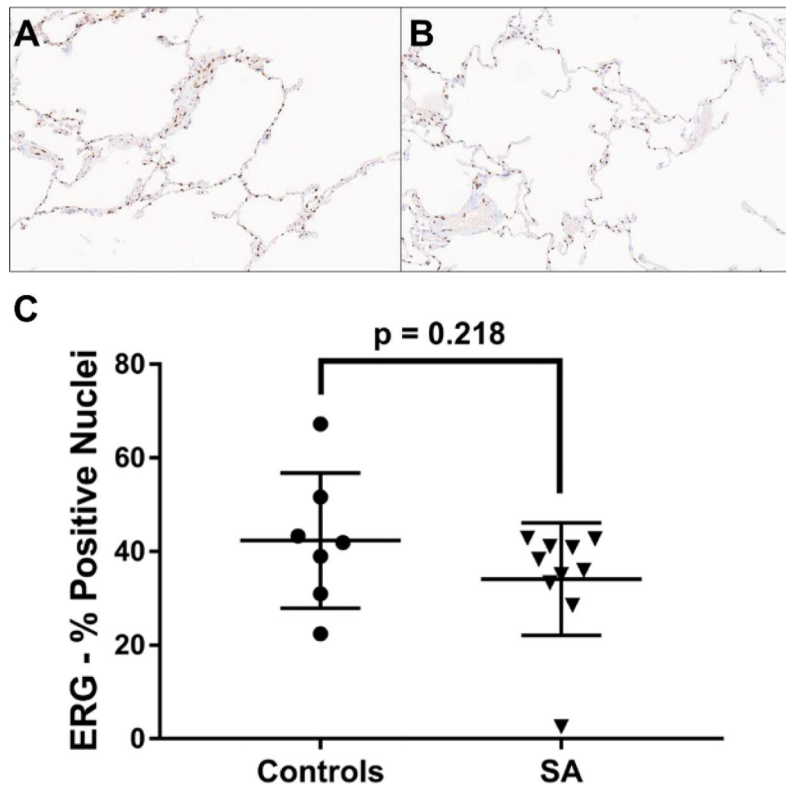 A
B
C
p = 0.218
ERG - % Positive Nuclei
80
60
40
20
0
Controls
SA